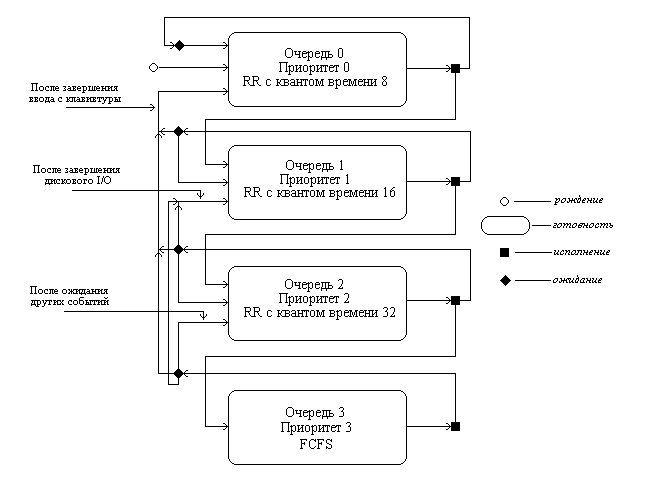 Очередь 0
Приоритет 0
RR с квантом времени 8
После завершения
ввода с клавиатуры
Очередь 1
Приоритет 1
RR с квантом времени 16
После завершения
дискового I/O
рождение
готовность
исполнение
ожидание
Очередь 2
Приоритет 2
RR с квантом времени 32
После ожидания
других событий
Очередь 3
Приоритет 3
FCFS